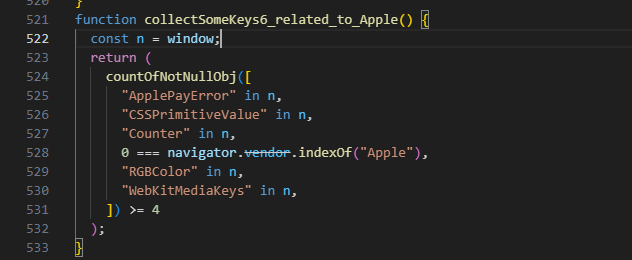 520 }
521 function collectSomeKeys6_related_to_Apple() {
522 const n = window;
523 return (
524 countOfNotNullObj([
525 "ApplePayError" in n,
526 "CSSPrimitiveValue" in n,
527 "Counter" in n,
528 0 === navigator.vendor.indexOf("Apple"),
529 "RGBColor" in n,
530 "WebKitMediaKeys" in n,
531 ]) >= 4
532 );
533 }